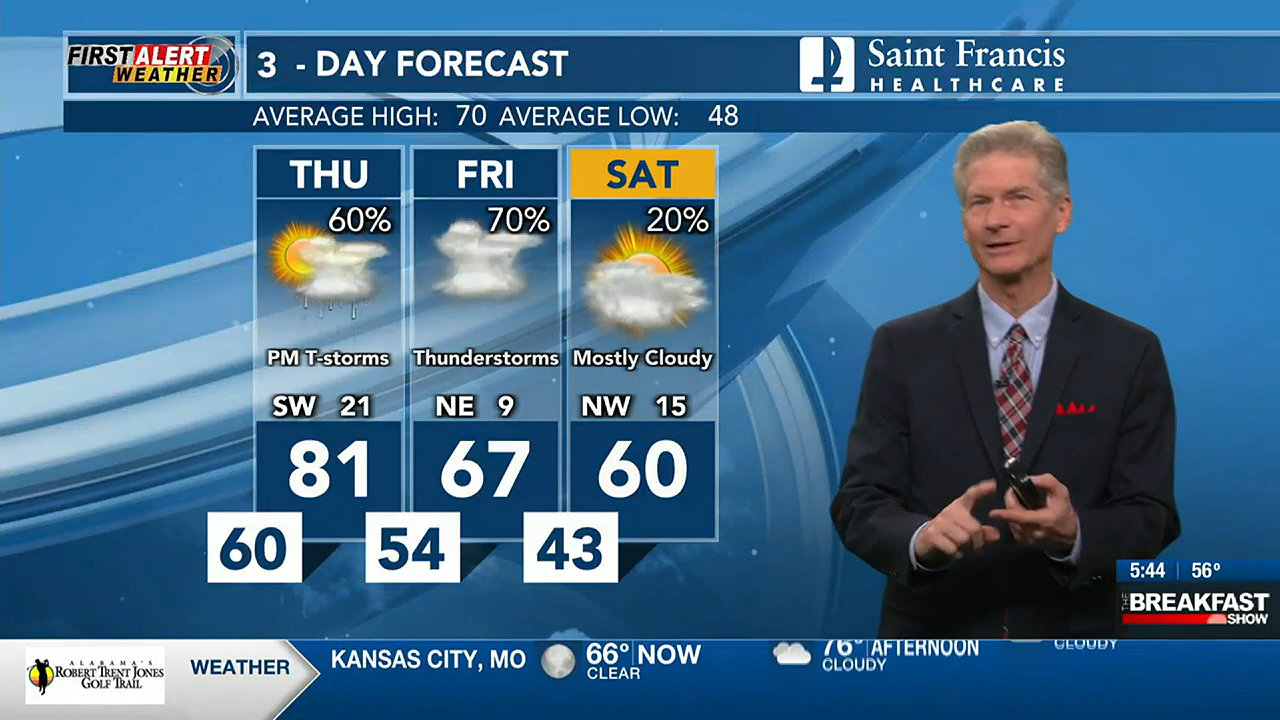 FIRST ALERT
WEATHER
3 - DAY FORECAST
Saint Francis
HEALTHCARE
AVERAGE HIGH: 70 AVERAGE LOW: 48
THU FRI SAT
60% 70% 20%
PM T-storms Thunderstorms Mostly Cloudy
SW 21 NE 9 NW 15
81 67 60
60 54 43
5:44 56°
THE BREAKFAST
SHOW
ALABAMA'S
ROBERT TRENT JONES
GOLF TRAIL
WEATHER
KANSAS CITY, MO 66° NOW
CLEAR
76° AFTERNOON
CLOUDY
CLOUDY